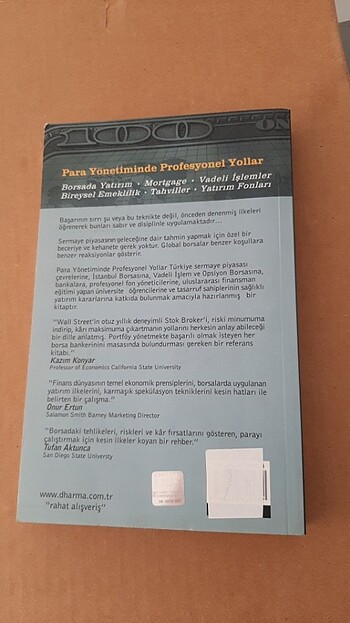 100
ON
Para Yönetiminde Profesyonel Yollar
Borsada Yatırım • Mortgage • Vadeli İşlemler
Bireysel Emeklilik • Tahviller • Yatırım Fonları
Başarının sırrı şu veya bu teknikte değil, önceden denenmiş ilkeleri
öğrenerek bunları sabır ve disiplinle uygulamaktadır...
Sermaye piyasasının geleceğine dair tahmin yapmak için özel bir
beceriye ve kehanete gerek yoktur. Global borsalar benzer koşullara
benzer reaksiyonlar gösterir.
Para Yönetiminde Profesyonel Yollar Türkiye sermaye piyasası
çevrelerine, İstanbul Borsasına, Vadeli İşlem ve Opsiyon Borsasına,
bankalara, profesyonel fon yöneticilerine, uluslararası finansman
eğitimi yapan üniversite öğrencilerine ve tasarruf sahiplerinin sağlıklı
yatırım kararlarına katkıda bulunmak amacıyla hazırlanmış bir
kitaptır.
"Wall Street'in otuz yıllık deneyimli Stok Broker'i, riski minumuma
indirip, kârı maksimuma çıkartmanın yollarını herkesin anlay abileceği
bir dille anlatmış. Portföy yönetmekte başarılı olmak isteyen her
borsa bankerinini masasında bulundurması gereken bir referans
kitabı."
Kazım Konyar
Professor of Economics California State University
"Finans dünyasının temel ekonomik prensiplerini, borsalarda uygulanan
yatırım ilkelerini, karmaşık spekülasyon tekniklerini kesin hatları ile
belirten bir çalışma."
Onur Ertun
Salamon Smith Barney Marketing Director
"Borsadaki tehlikeleri, riskleri ve kâr fırsatlarını gösteren, parayı
çalıştırmak için kesin ilkeler koyan bir rehber."
Tufan Aktunca
San Diego State Universty
www.dharma.com.tr
"rahat alışveriş"